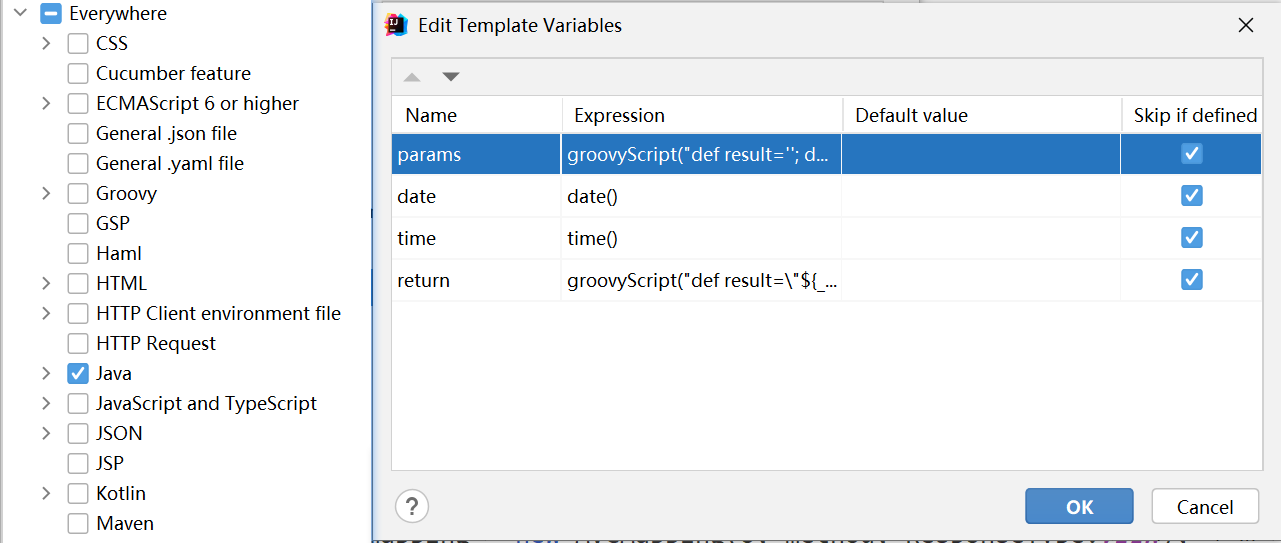 Everywhere
CSS
Cucumber feature
ECMAScript 6 or higher
General .json file
General .yaml file
Groovy
GSP
Haml
HTML
HTTP Client environment file
HTTP Request
Java
JavaScript and TypeScript
JSON
JSP
Kotlin
Maven
IJ
Edit Template Variables
Name Expression Default value Skip if defined
params groovyScript("def result=''; d...
date date()
time time()
return groovyScript("def result=\"${_...
?
OK Cancel